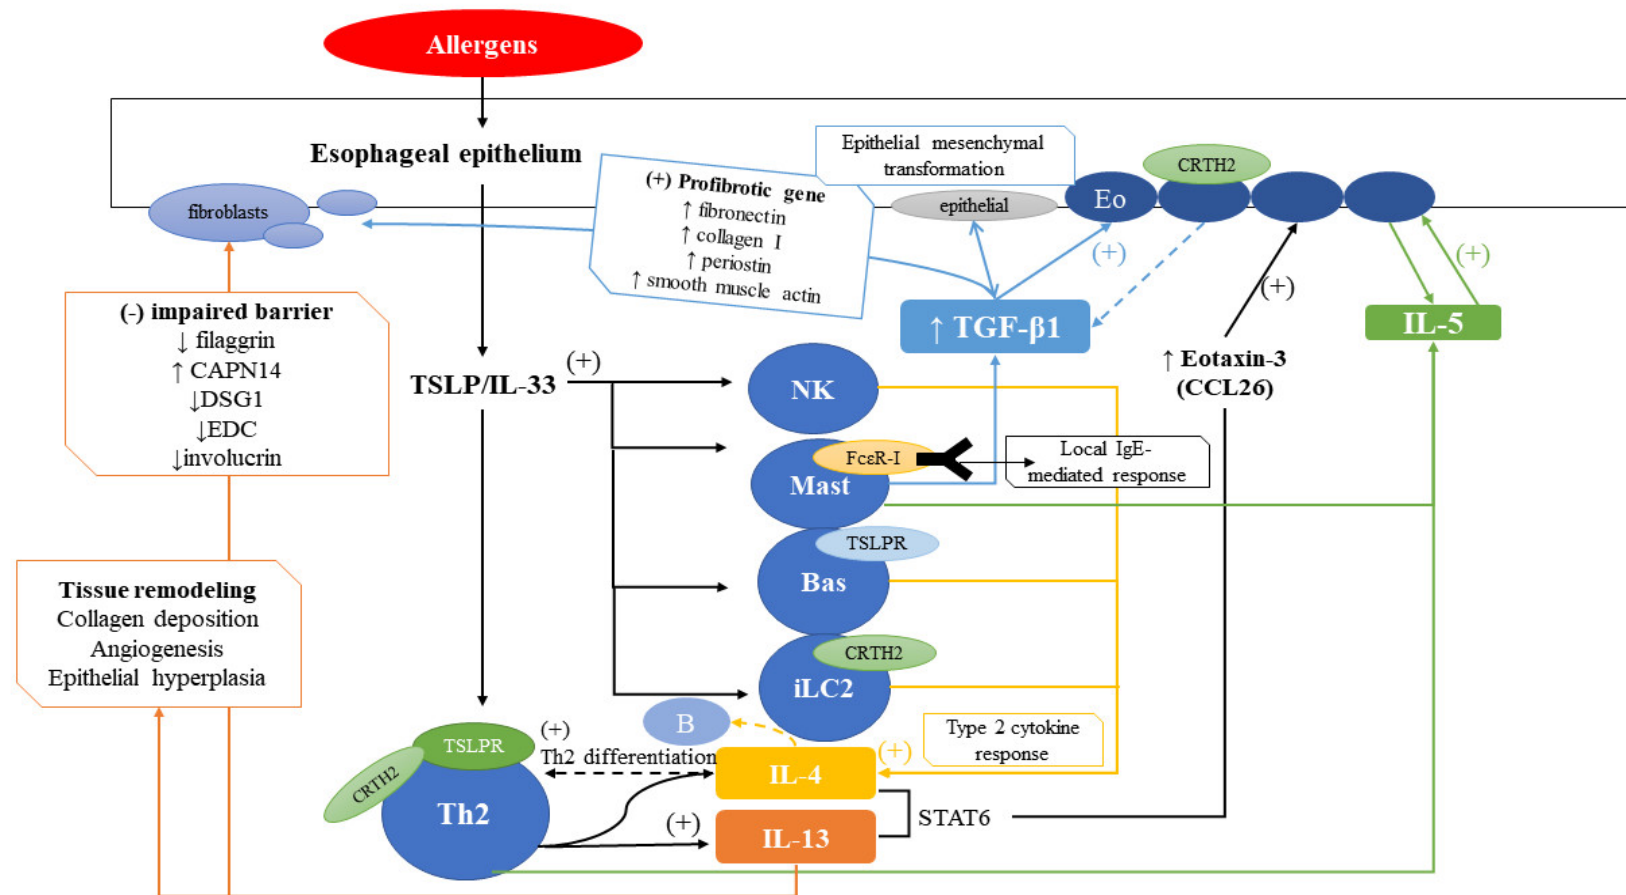 Allergens
Esophageal epithelium
Epithelial mesenchymal
transformation
CRTH2
(+) Profibrotic gene
↑ fibronectin
↑ collagen I
↑ periostin
↑ smooth muscle actin
fibroblasts
epithelial
Eo
(+)
(+)
(+)
(-) impaired barrier
↓ filaggrin
↑ CAPN14
↓DSG1
↓EDC
↓involucrin
↑ TGF-β1
IL-5
↑ Eotaxin-3
(CCL26)
TSLP/IL-33
(+)
NK
FcεR-I
Mast
Local IgE-
mediated response
TSLPR
Bas
CRTH2
iLC2
Tissue remodeling
Collagen deposition
Angiogenesis
Epithelial hyperplasia
B
TSLPR
CRTH2
Th2
(+)
Th2 differentiation
IL-4
(+)
Type 2 cytokine
response
(+)
IL-13
STAT6